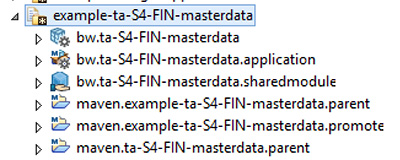 example-ta-S4-FIN-masterdata
bw.ta-S4-FIN-masterdata
bw.ta-S4-FIN-masterdata.application
bw.ta-S4-FIN-masterdata.sharedmodule
maven.example-ta-S4-FIN-masterdata.parent
maven.example-ta-S4-FIN-masterdata.promote
maven.ta-S4-FIN-masterdata.parent